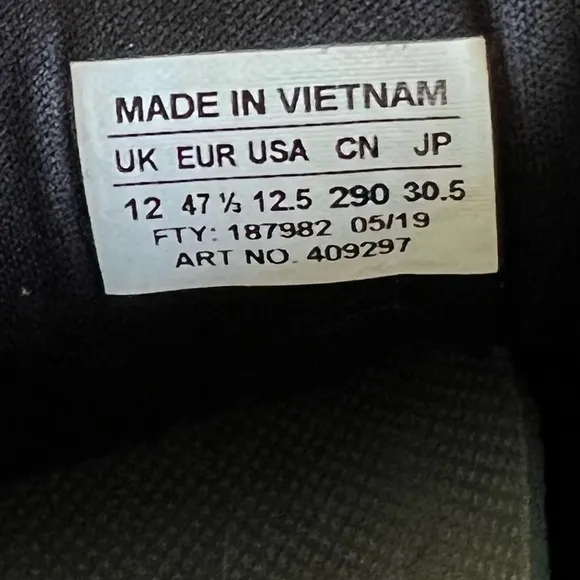 MADE IN VIETNAM
UK EUR USA CN JP
12 47 ⅓ 12.5 290 30.5
FTY: 187982 05/19
ART NO. 409297